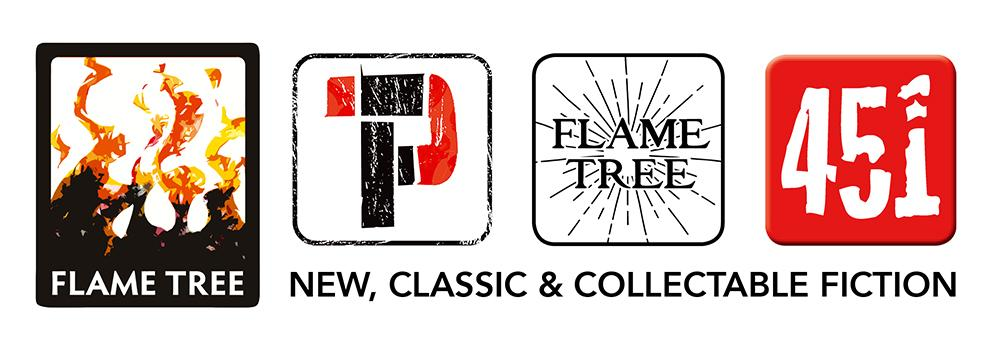 FLAME TREE
FLAME
TREE
451
NEW, CLASSIC & COLLECTABLE FICTION